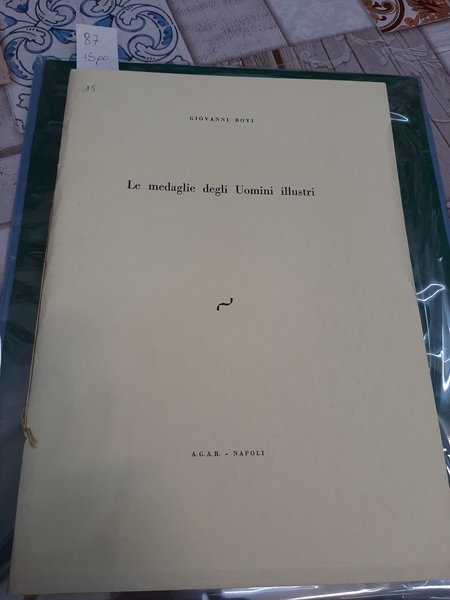 87
15,00
15
GIOVANNI BOVI
Le medaglie degli Uomini illustri
A.G.A.R. - NAPOLI